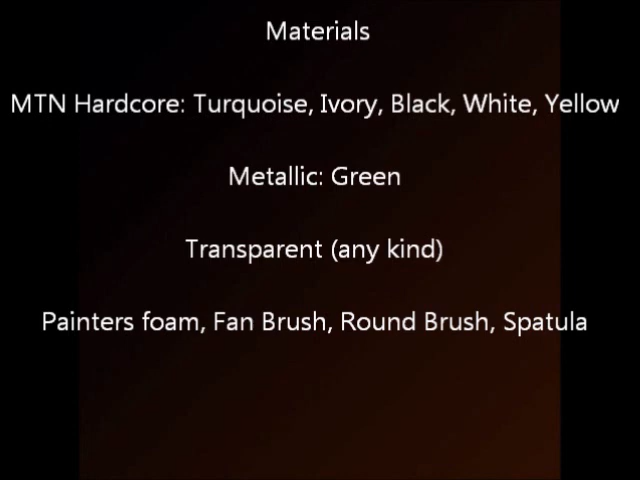 Materials
MTN Hardcore: Turquoise, Ivory, Black, White, Yellow
Metallic: Green
Transparent (any kind)
Painters foam, Fan Brush, Round Brush, Spatula